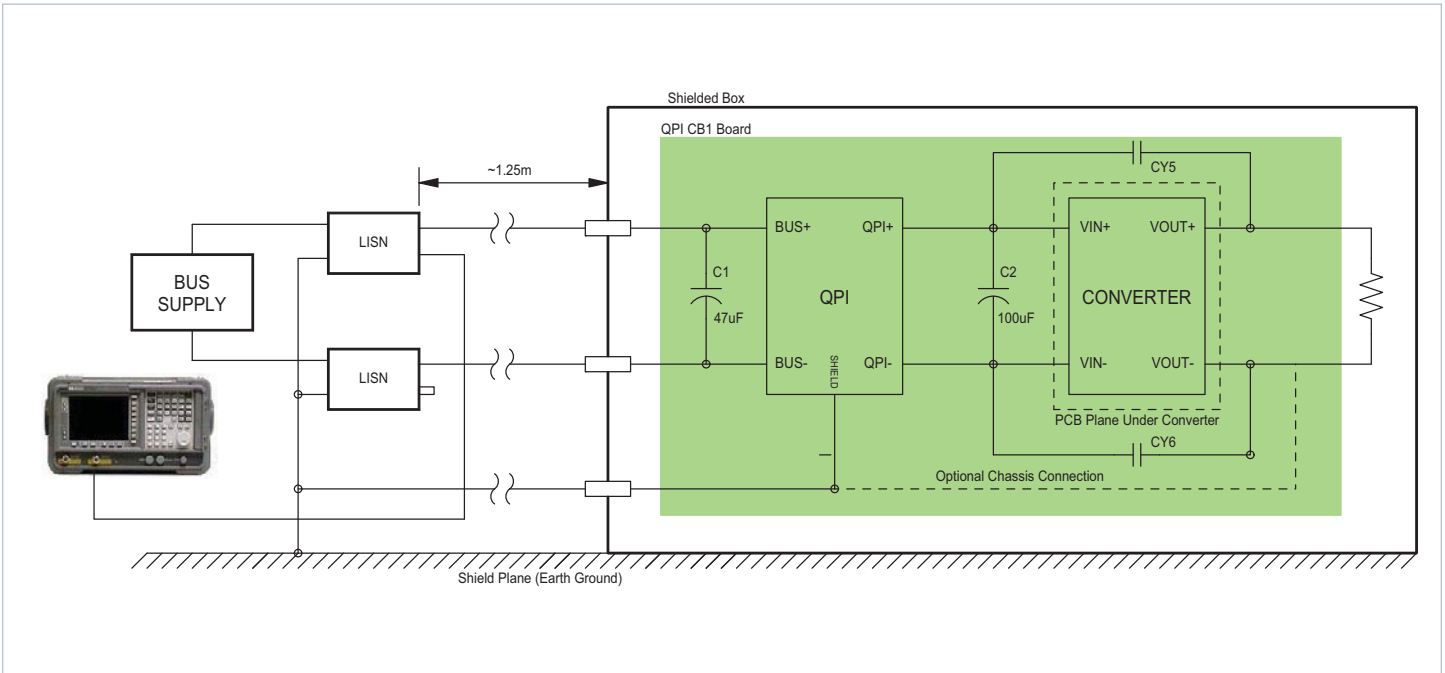 Shielded Box
QPI CB1 Board
~1.25m
CY5
LISN
BUS+
QPI+
VIN+
VOUT+
BUS
SUPPLY
C1
47uF
QPI
C2
100uF
CONVERTER
LISN
BUS-
SHIELD
QPI-
VIN-
VOUT-
PCB Plane Under Converter
CY6
Optional Chassis Connection
Shield Plane (Earth Ground)